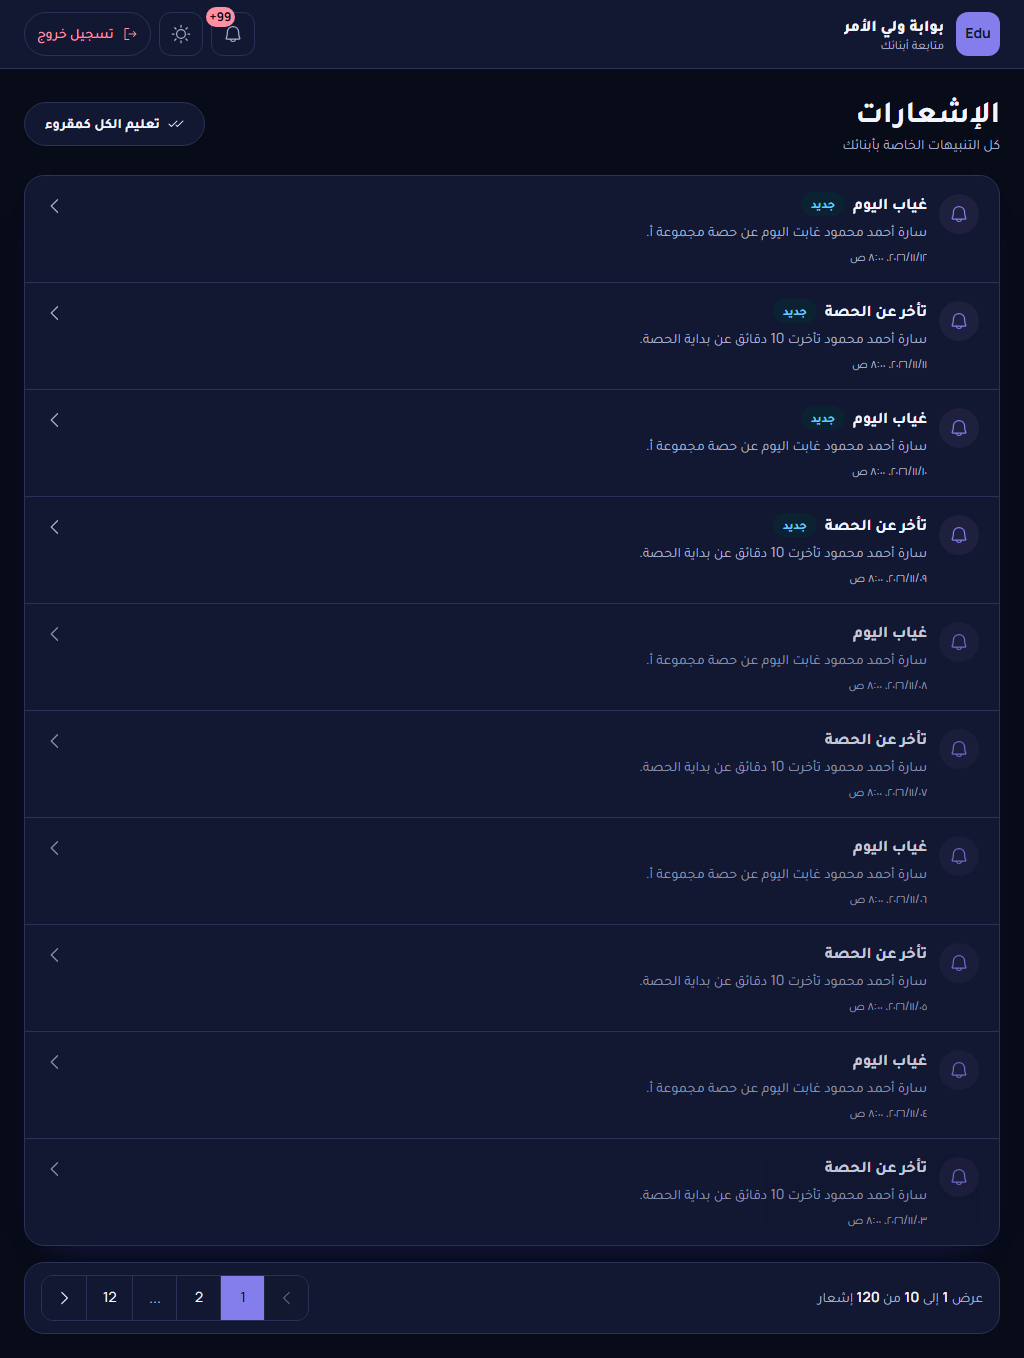 Edu
بوابة ولي الأمر
متابعة أبنائك
99+
تسجيل خروج
الإشعارات
كل التنبيهات الخاصة بأبنائك
تعليم الكل كمقروء
غياب اليوم جديد
سارة أحمد محمود غابت اليوم عن حصة مجموعة أ.
١٢‏/١١‏/٢٠٢٦، ٨:٠٠ ص
تأخر عن الحصة جديد
سارة أحمد محمود تأخرت 10 دقائق عن بداية الحصة.
١١‏/١١‏/٢٠٢٦، ٨:٠٠ ص
غياب اليوم جديد
سارة أحمد محمود غابت اليوم عن حصة مجموعة أ.
١٠‏/١١‏/٢٠٢٦، ٨:٠٠ ص
تأخر عن الحصة جديد
سارة أحمد محمود تأخرت 10 دقائق عن بداية الحصة.
٠٩‏/١١‏/٢٠٢٦، ٨:٠٠ ص
غياب اليوم
سارة أحمد محمود غابت اليوم عن حصة مجموعة أ.
٠٨‏/١١‏/٢٠٢٦، ٨:٠٠ ص
تأخر عن الحصة
سارة أحمد محمود تأخرت 10 دقائق عن بداية الحصة.
٠٧‏/١١‏/٢٠٢٦، ٨:٠٠ ص
غياب اليوم
سارة أحمد محمود غابت اليوم عن حصة مجموعة أ.
٠٦‏/١١‏/٢٠٢٦، ٨:٠٠ ص
تأخر عن الحصة
سارة أحمد محمود تأخرت 10 دقائق عن بداية الحصة.
٠٥‏/١١‏/٢٠٢٦، ٨:٠٠ ص
غياب اليوم
سارة أحمد محمود غابت اليوم عن حصة مجموعة أ.
٠٤‏/١١‏/٢٠٢٦، ٨:٠٠ ص
تأخر عن الحصة
سارة أحمد محمود تأخرت 10 دقائق عن بداية الحصة.
٠٣‏/١١‏/٢٠٢٦، ٨:٠٠ ص
عرض 1 إلى 10 من 120 إشعار
1 2 ... 12